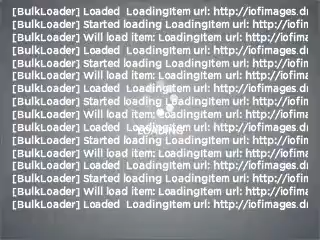 [BulkLoader] Loaded LoadingItem url: http://iofimages.d
[BulkLoader] Started loading LoadingItem url: http://iofim
[BulkLoader] Will load item: LoadingItem url: http://iofima
[BulkLoader] Loaded LoadingItem url: http://iofimages.d
[BulkLoader] Started loading LoadingItem url: http://iofim
[BulkLoader] Will load item: LoadingItem url: http://iofima
[BulkLoader] Loaded LoadingItem url: http://iofimages.d
[BulkLoader] Started loading LoadingItem url: http://iofim
[BulkLoader] Will load item: LoadingItem url: http://iofima
[BulkLoader] Loaded LoadingItem url: http://iofimages.d
LOADING
[BulkLoader] Started loading LoadingItem url: http://iofim
[BulkLoader] Will load item: LoadingItem url: http://iofima
[BulkLoader] Loaded LoadingItem url: http://iofimages.d
[BulkLoader] Started loading LoadingItem url: http://iofim
[BulkLoader] Will load item: LoadingItem url: http://iofima
[BulkLoader] Loaded LoadingItem url: http://iofimages.d